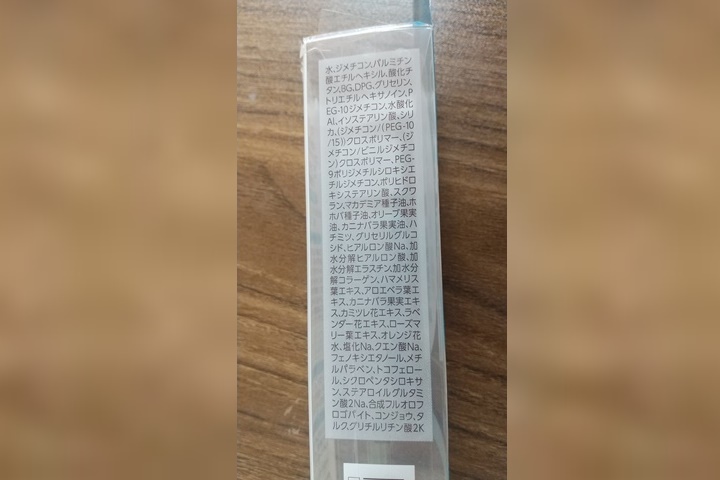 水、ジメチコン、パルミチン
酸エチルヘキシル、酸化チ
タン、BG、DPG、グリセリン、
トリエチルヘキサノイン、P
EG-10ジメチコン、水酸化
Al、イソステアリン酸、シリ
カ、(ジメチコン/(PEG-10
/15))クロスポリマー、(ジ
メチコン/ビニルジメチコ
ン)クロスポリマー、PEG-
9ポリジメチルシロキシエ
チルジメチコン、ポリヒドロ
キシステアリン酸、スクワ
ラン、マカデミア種子油、ホ
ホバ種子油、オリーブ果実
油、カニナバラ果実油、ハ
チミツ、グリセリルグルコ
シド、ヒアルロン酸Na、加
水分解ヒアルロン酸、加
水分解エラスチン、加水分
解コラーゲン、ハマメリス
葉エキス、アロエベラ葉エ
キス、カニナバラ果実エキ
ス、カミツレ花エキス、ラベ
ンダー花エキス、ローズマ
リー葉エキス、オレンジ花
水、塩化Na、クエン酸Na、
フェノキシエタノール、メチ
ルパラベン、トコフェロー
ル、シクロペンタシロキサ
ン、ステアロイルグルタミ
ン酸2Na、合成フルオロフ
ロゴパイト、コンジョウ、タ
ルク、グリチルリチン酸2K